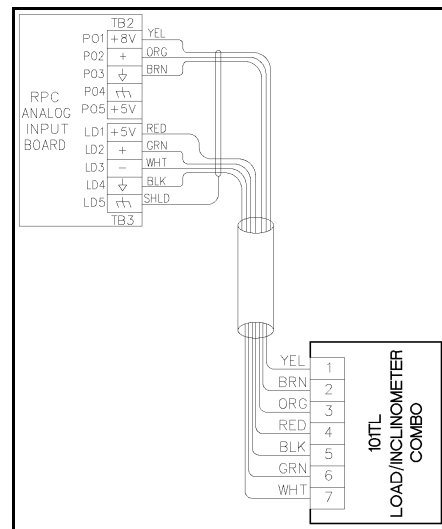 TB2
PO1 +8V YEL
PO2 + ORG
PO3 BRN
PO4
PO5 +5V
RPC
ANALOG
INPUT
BOARD
LD1 +5V RED
LD2 + GRN
LD3 - WHT
LD4 BLK
LD5 SHLD
TB3
YEL 1
BRN 2
ORG 3
RED 4
BLK 5
GRN 6
WHT 7
101TL
LOAD/INCLINOMETER
COMBO